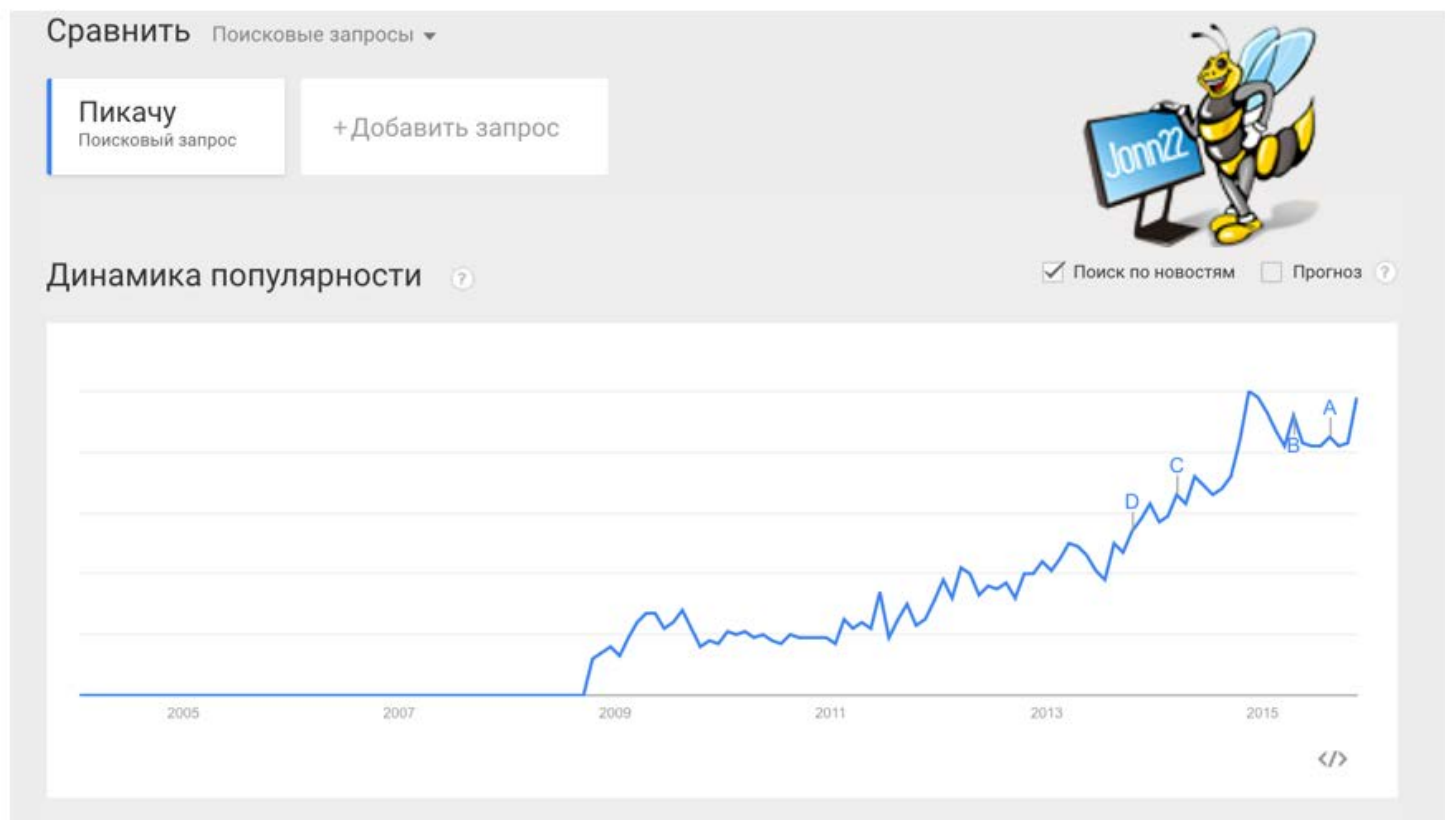 Сравнить Поисковые запросы
Пикачу
Поисковый запрос
+Добавить запрос
Jonn22
Динамика популярности ?
Поиск по новостям Прогноз ?
A
B
C
D
2005 2007 2009 2011 2013 2015
</>